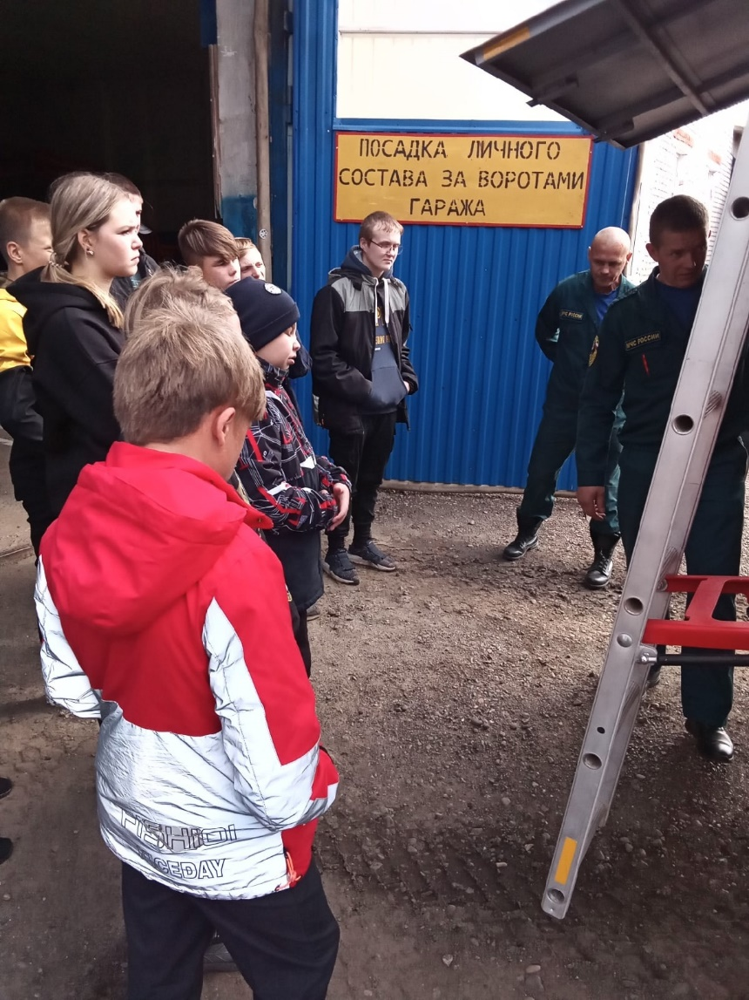 ПОСАДКА ЛИЧНОГО
СОСТАВА ЗА ВОРОТАМИ
ГАРАЖА
МЧС РОССИИ
МЧС РОССИИ